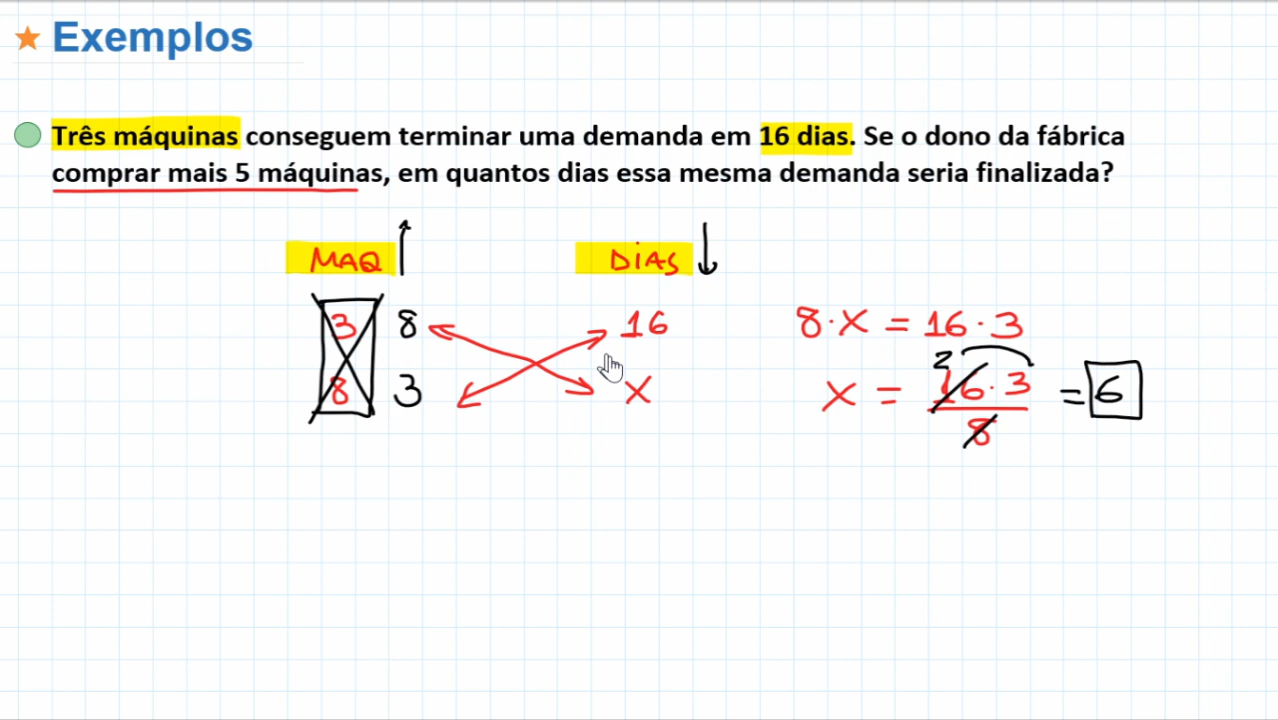 Exemplos
Três máquinas conseguem terminar uma demanda em 16 dias. Se o dono da fábrica
comprar mais 5 máquinas, em quantos dias essa mesma demanda seria finalizada?
MAQ DIAS
3 8 16 8·X = 16·3
8 3 X X = 16·3 = 6
2
8